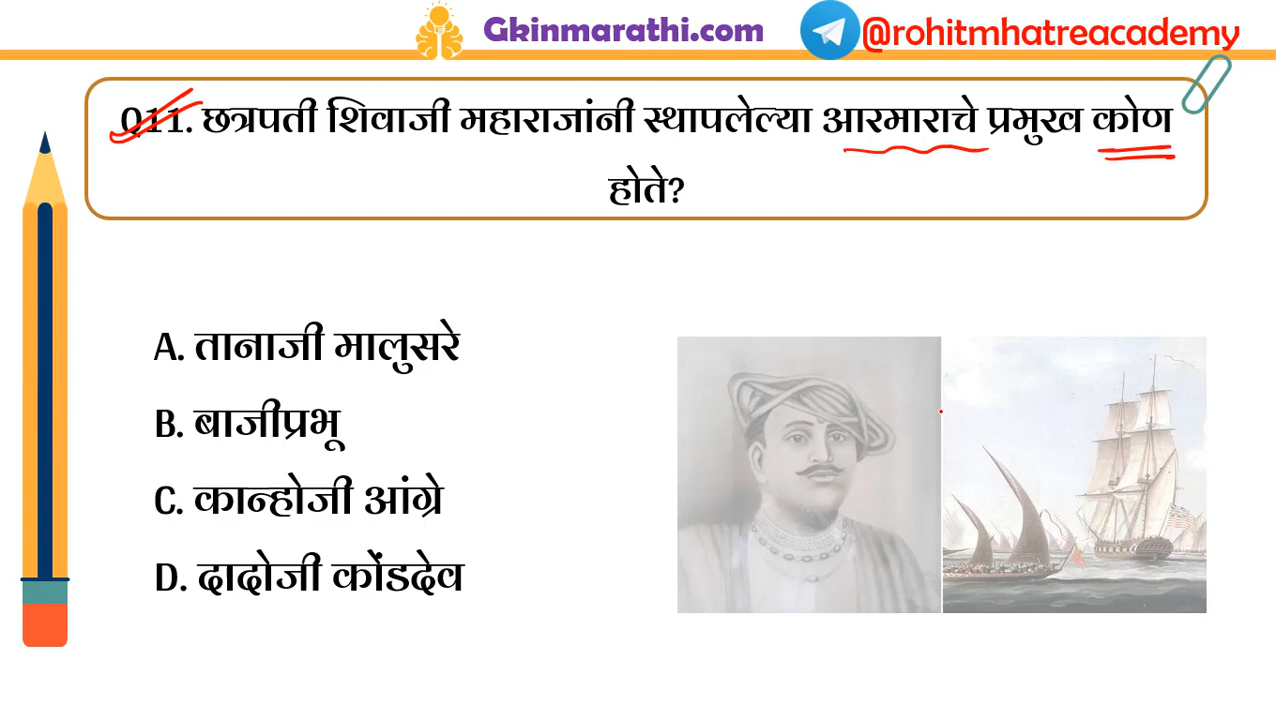 Gkinmarathi.com
@rohitmhatreacademy
Q11. छत्रपती शिवाजी महाराजांनी स्थापलेल्या आरमाराचे प्रमुख कोण
होते?
A. तानाजी मालुसरे
B. बाजीप्रभू
C. कान्होजी आंग्रे
D. दादोजी कोंडदेव